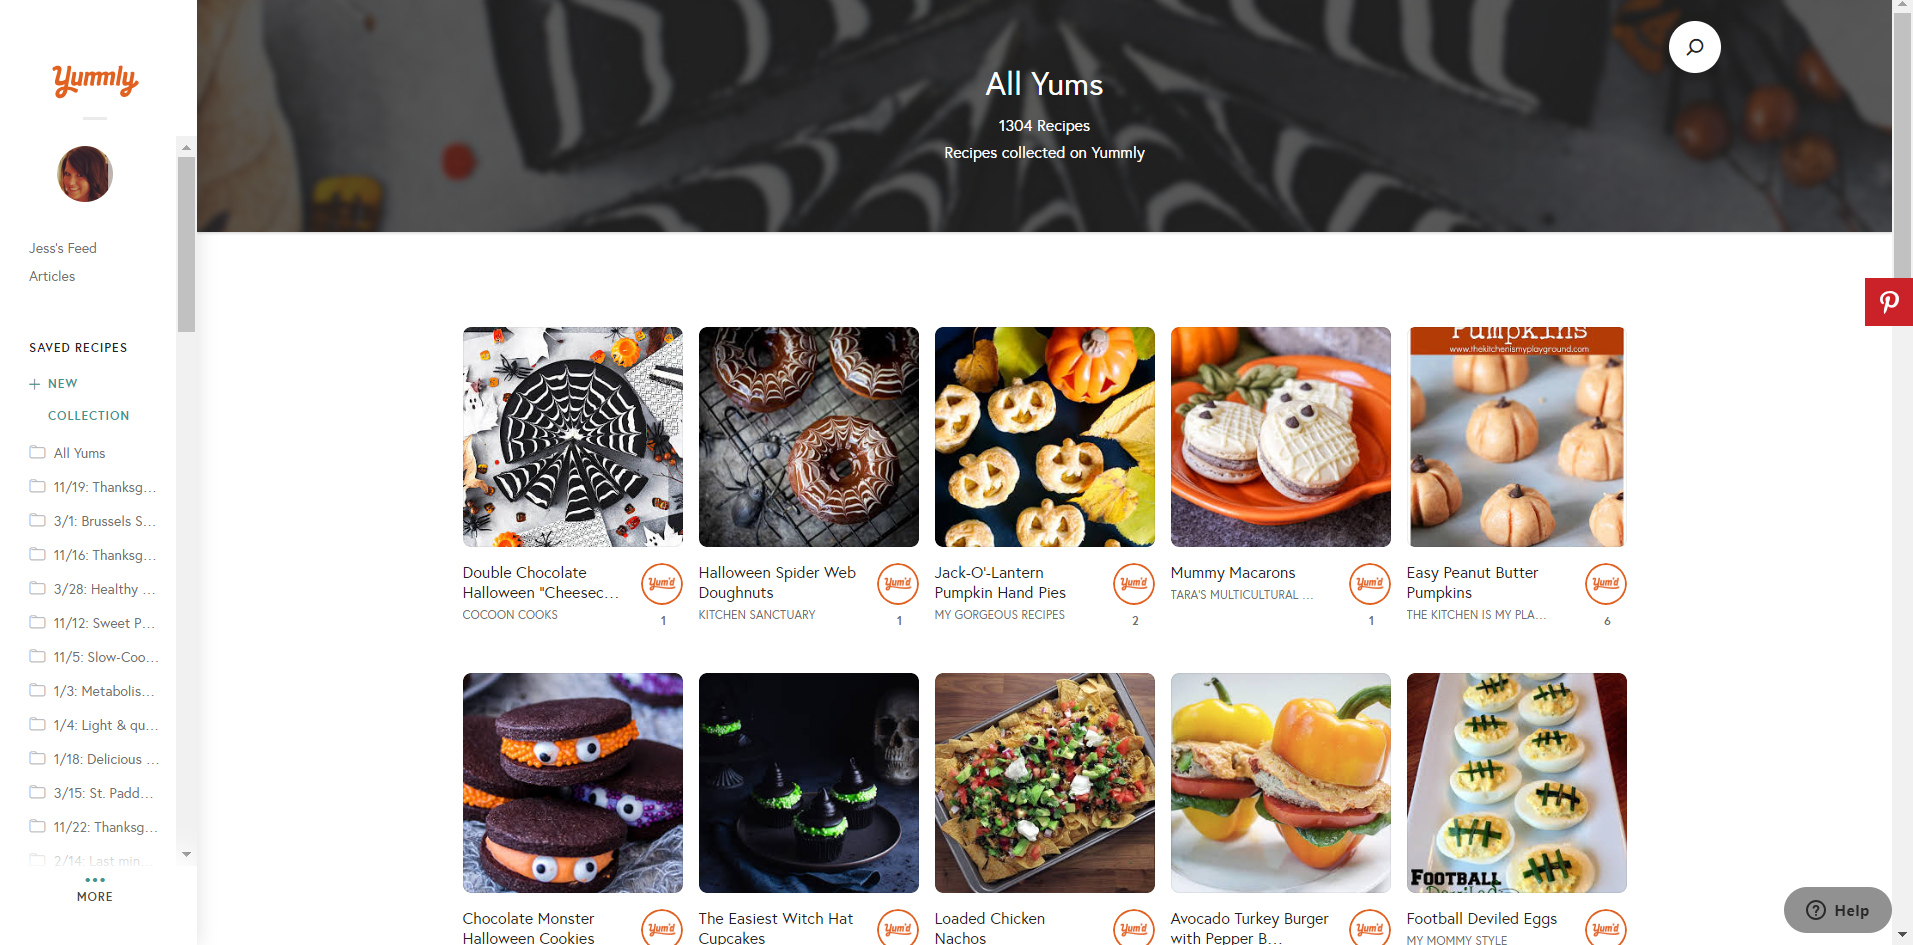 Yummly
Jess's Feed
Articles
SAVED RECIPES
+ NEW
COLLECTION
All Yums
11/19: Thanksg...
3/1: Brussels S...
11/16: Thanksg...
3/28: Healthy ...
11/12: Sweet P...
11/5: Slow-Coo...
1/3: Metabolis...
1/4: Light & qu...
1/18: Delicious ...
3/15: St. Padd...
11/22: Thanksg...
2/14: Last min...
MORE
All Yums
1304 Recipes
Recipes collected on Yummly
Pumpkins
www.thekitchenismyplayground.com
Double Chocolate
Halloween "Cheesec...
COCOON COOKS
Yum'd
1
Halloween Spider Web
Doughnuts
KITCHEN SANCTUARY
Yum'd
1
Jack-O'-Lantern
Pumpkin Hand Pies
MY GORGEOUS RECIPES
Yum'd
2
Mummy Macarons
TARA'S MULTICULTURAL ...
Yum'd
1
Easy Peanut Butter
Pumpkins
THE KITCHEN IS MY PLA...
Yum'd
6
FOOTBALL
Deviled
Chocolate Monster
Halloween Cookies
Yum'd
The Easiest Witch Hat
Cupcakes
Yum'd
Loaded Chicken
Nachos
Yum'd
Avocado Turkey Burger
with Pepper B...
Yum'd
Football Deviled Eggs
MY MOMMY STYLE
Yum'd
Help